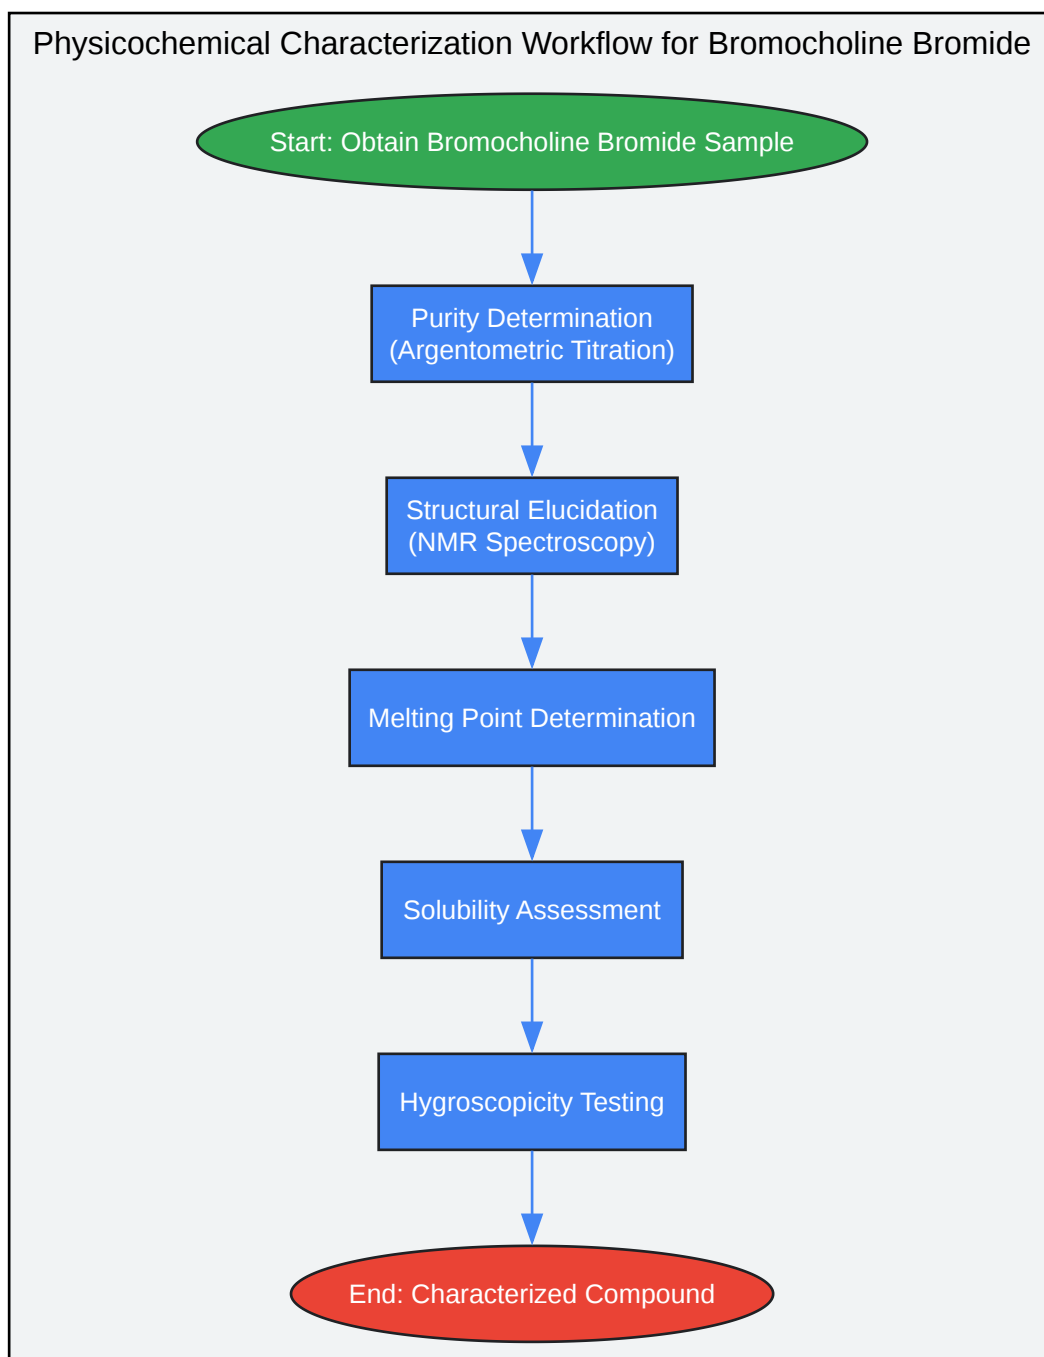 Physicochemical Characterization Workflow for Bromocholine Bromide
Start: Obtain Bromocholine Bromide Sample
Purity Determination
(Argentometric Titration)
Structural Elucidation
(NMR Spectroscopy)
Melting Point Determination
Solubility Assessment
Hygroscopicity Testing
End: Characterized Compound